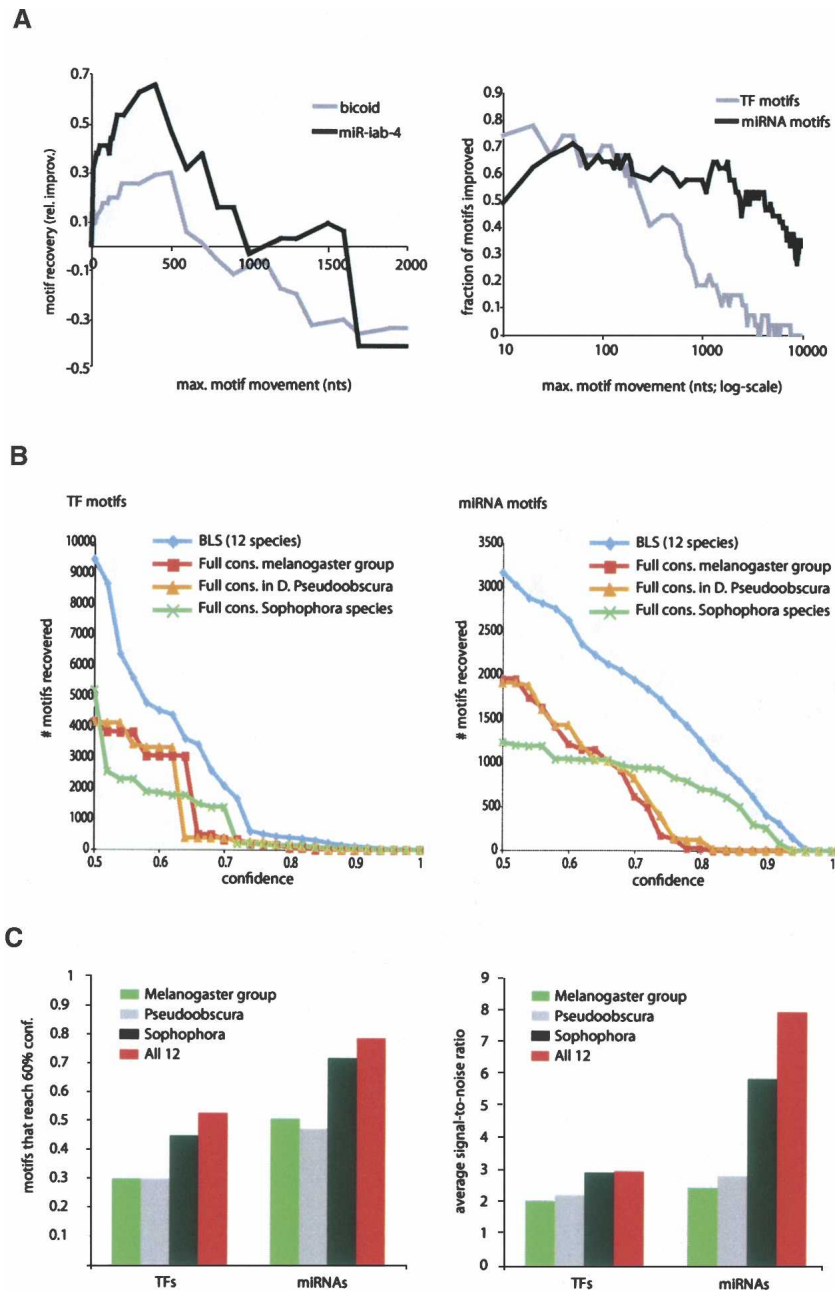 A
motif recovery (rel. improv.)
0.7
0.5
0.3
0.1
-0.1
-0.3
-0.5
0
500
1000
1500
2000
bicoid
miR-iab-4
max. motif movement (nts)
fraction of motifs improved
0.9
0.8
0.7
0.6
0.5
0.4
0.3
0.2
0.1
0
10
100
1000
10000
TF motifs
miRNA motifs
max. motif movement (nts; log-scale)
B
TF motifs
# motifs recovered
10000
9000
8000
7000
6000
5000
4000
3000
2000
1000
0
0.5
0.6
0.7
0.8
0.9
1
BLS (12 species)
Full cons. melanogaster group
Full cons. in D. Pseudoobscura
Full cons. Sophophora species
confidence
miRNA motifs
# motifs recovered
3500
3000
2500
2000
1500
1000
500
0
0.5
0.6
0.7
0.8
0.9
1
BLS (12 species)
Full cons. melanogaster group
Full cons. in D. Pseudoobscura
Full cons. Sophophora species
confidence
C
motifs that reach 60% conf.
1
0.9
0.8
0.7
0.6
0.5
0.4
0.3
0.2
0.1
Melanogaster group
Pseudoobscura
Sophophora
All 12
TFs
miRNAs
average signal-to-noise ratio
9
8
7
6
5
4
3
2
1
0
Melanogaster group
Pseudoobscura
Sophophora
All 12
TFs
miRNAs